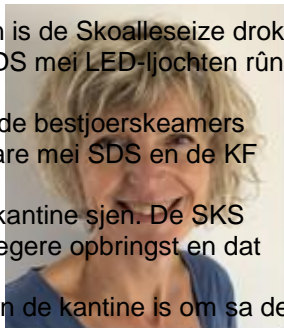 is de Skoalleseize drok
DS mei LED-ljochten rûn
de bestjoerskeamers
are mei SDS en de KF
kantine sjen. De SKS
egere opbringst en dat
n de kantine is om sa de